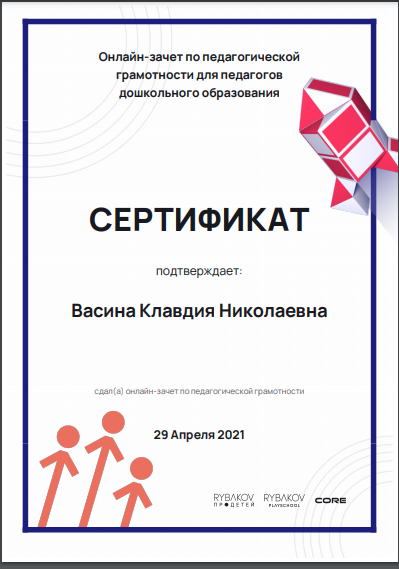 Онлайн-зачет по педагогической
грамотности для педагогов
дошкольного образования
СЕРТИФИКАТ
подтверждает:
Васина Клавдия Николаевна
сдал(а) онлайн-зачет по педагогической грамотности
29 Апреля 2021
RYBAKOV RYBAKOV CORE
ПРОДЕТЕЙ PLAYSCHOOL